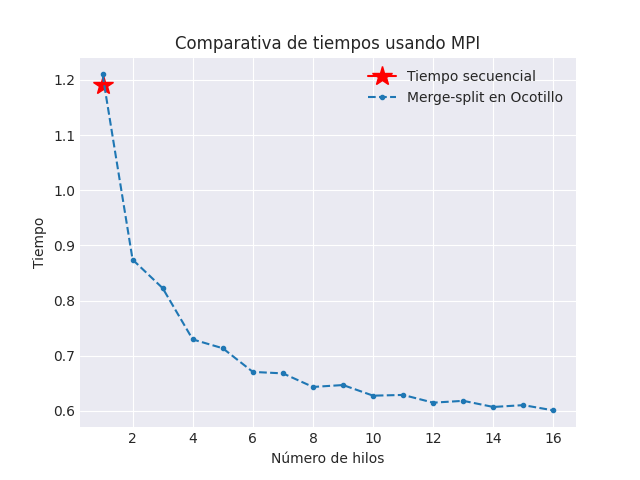 Comparativa de tiempos usando MPI
Tiempo secuencial
Merge-split en Ocotillo
1.2
1.1
1.0
0.9
0.8
0.7
0.6
Tiempo
2 4 6 8 10 12 14 16
Número de hilos